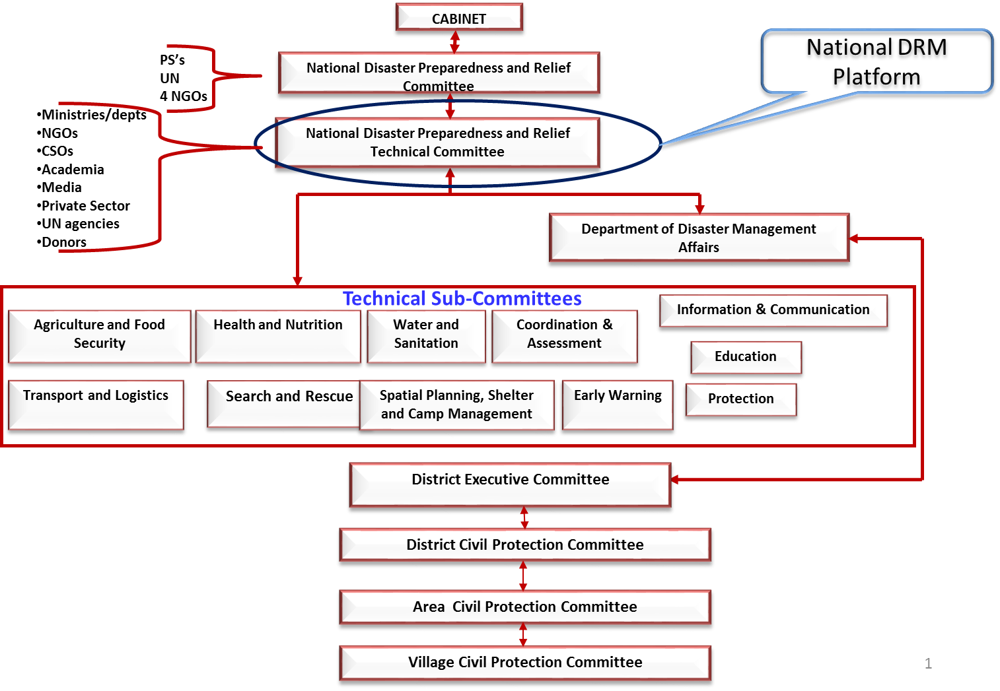 CABINET
National DRM
Platform
PS’s
UN
4 NGOs
National Disaster Preparedness and Relief
Committee
•Ministries/depts
•NGOs
•CSOs
•Academia
•Media
•Private Sector
•UN agencies
•Donors
National Disaster Preparedness and Relief
Technical Committee
Department of Disaster Management
Affairs
Technical Sub-Committees
Agriculture and Food
Security
Health and Nutrition
Water and
Sanitation
Coordination &
Assessment
Information & Communication
Education
Transport and Logistics
Search and Rescue
Spatial Planning, Shelter
and Camp Management
Early Warning
Protection
District Executive Committee
District Civil Protection Committee
Area  Civil Protection Committee
Village Civil Protection Committee
1